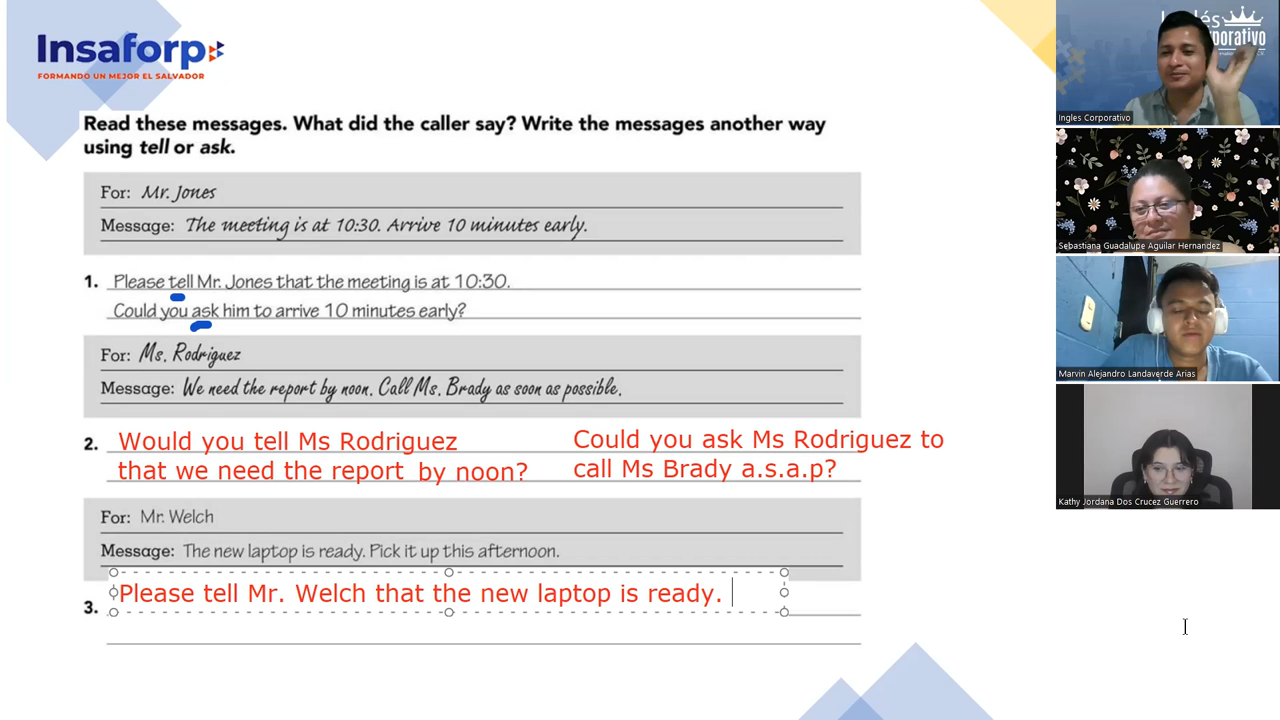 Insaforp
FORMANDO UN MEJOR EL SALVADOR
Read these messages. What did the caller say? Write the messages another way
using tell or ask.
For: Mr. Jones
Message: The meeting is at 10:30. Arrive 10 minutes early.
1. Please tell Mr. Jones that the meeting is at 10:30.
Could you ask him to arrive 10 minutes early?
For: Ms. Rodriguez
Message: We need the report by noon. Call Ms. Brady as soon as possible.
2. Would you tell Ms Rodriguez
that we need the report by noon?
Could you ask Ms Rodriguez to
call Ms Brady a.s.a.p?
For: Mr. Welch
Message: The new laptop is ready. Pick it up this afternoon.
3. Please tell Mr. Welch that the new laptop is ready.
Ingles Corporativo
Sebastiana Guadalupe Aguilar Hernandez
Marvin Alejandro Landaverde Arias
Kathy Jordana Dos Cruces Guerrero